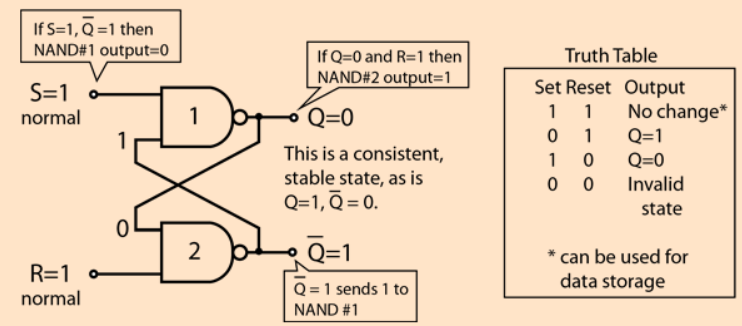 If S=1, Q̅ =1 then
NAND#1 output=0
If Q=0 and R=1 then
NAND#2 output=1
S=1
normal
1
1
Q=0
This is a consistent,
stable state, as is
Q=1, Q̅ = 0.
0
2
Q̅=1
R=1
normal
Q̅ = 1 sends 1 to
NAND #1
Truth Table
Set Reset Output
1 1 No change*
0 1 Q=1
1 0 Q=0
0 0 Invalid
state
* can be used for
data storage